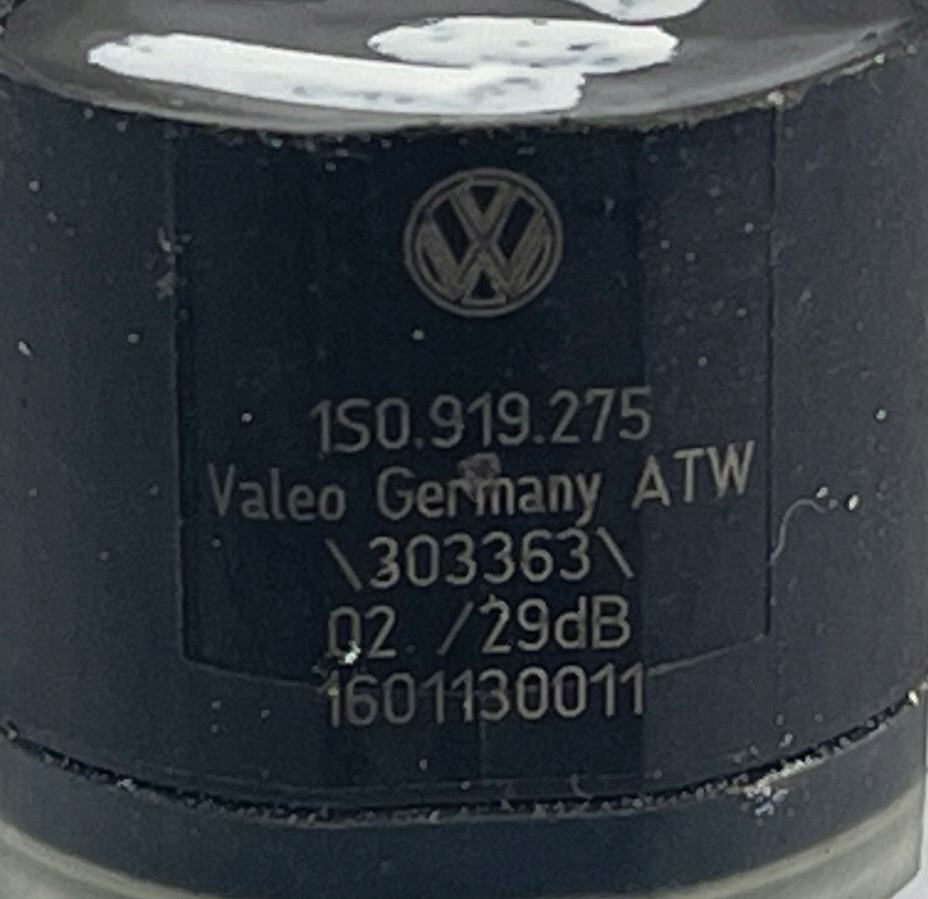 1S0.919.275
Valeo Germany ATW
\303363\
02 /29dB
1601130011